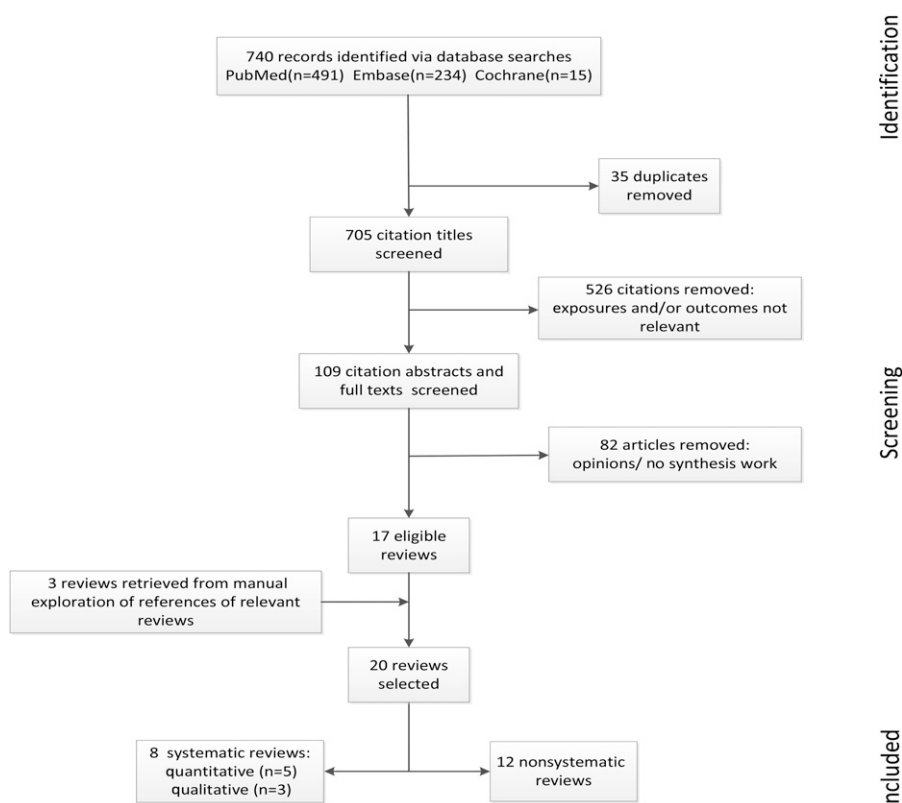 740 records identified via database searches
PubMed(n=491) Embase(n=234) Cochrane(n=15)
Identification
35 duplicates
removed
705 citation titles
screened
526 citations removed:
exposures and/or outcomes not
relevant
109 citation abstracts and
full texts screened
Screening
82 articles removed:
opinions/ no synthesis work
17 eligible
reviews
3 reviews retrieved from manual
exploration of references of relevant
reviews
20 reviews
selected
8 systematic reviews:
quantitative (n=5)
qualitative (n=3)
12 nonsystematic
reviews
ncluded